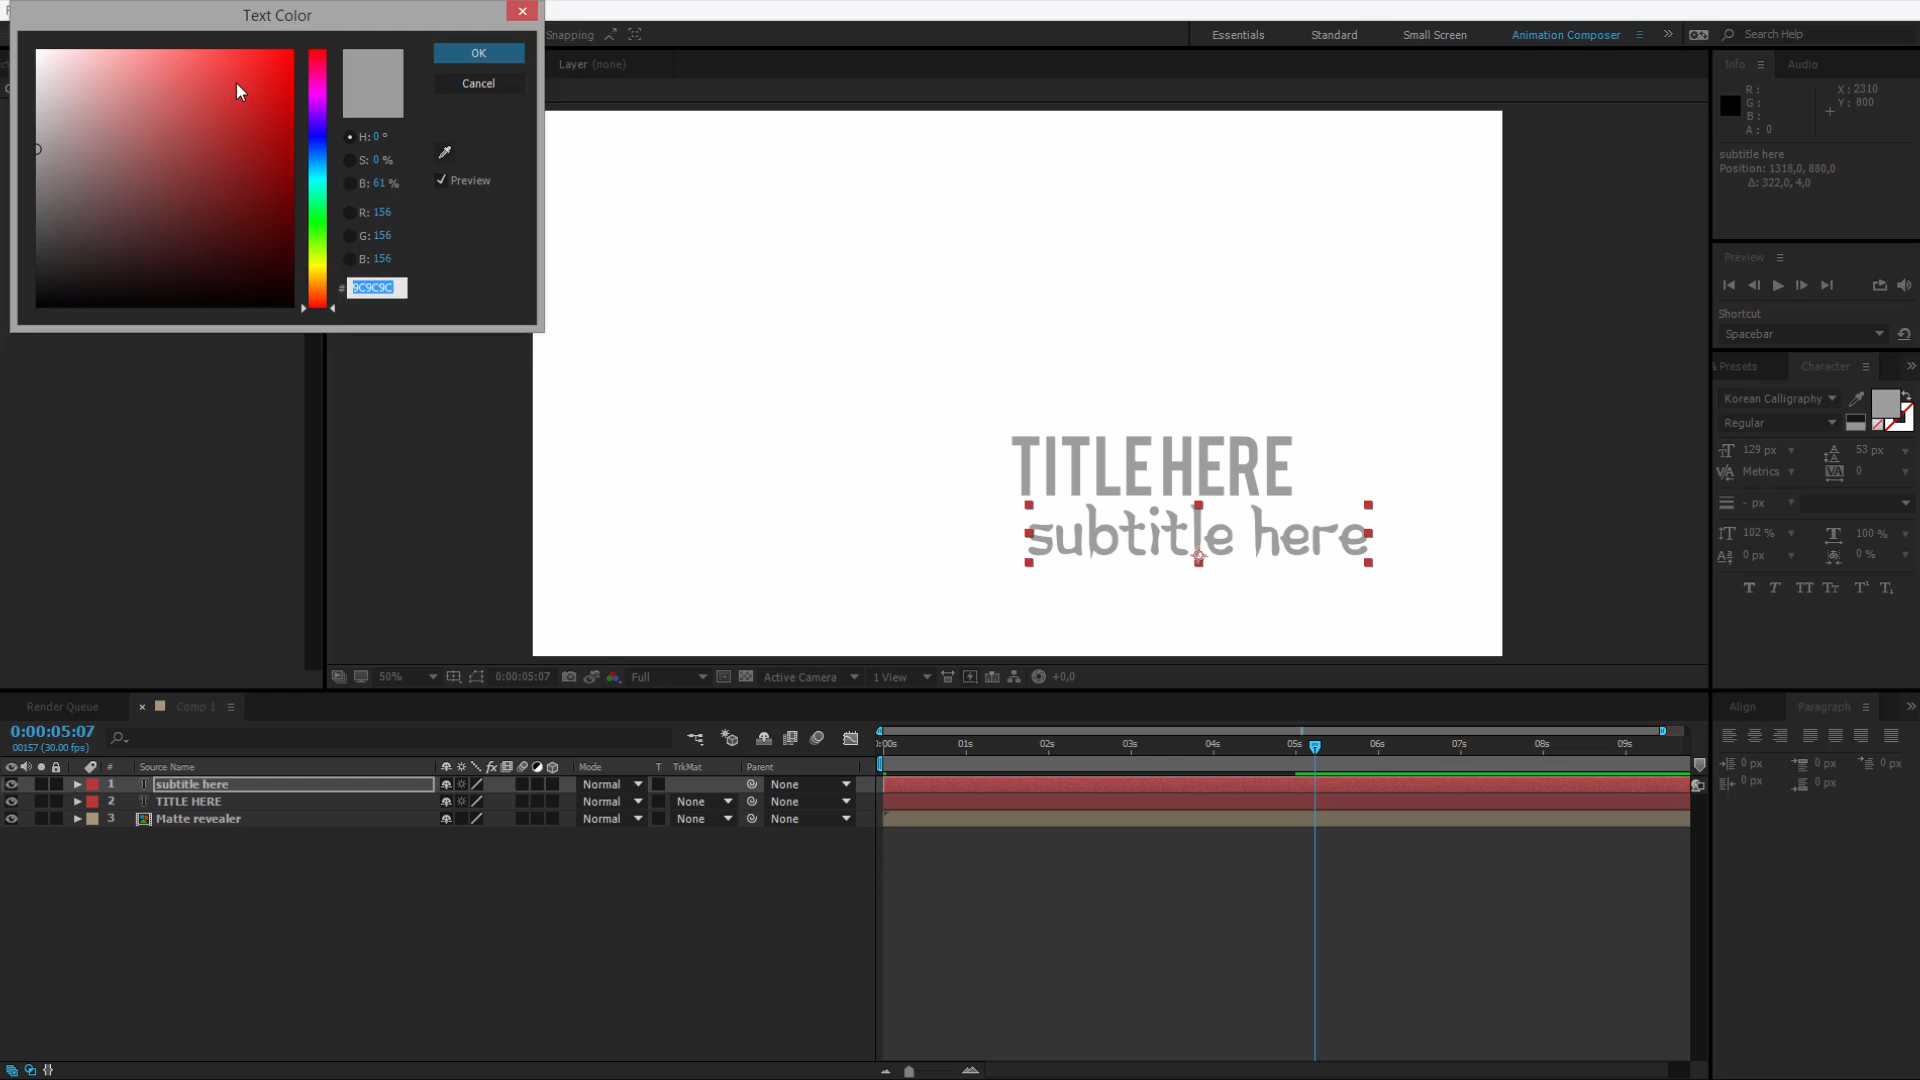 Text Color
OK
Cancel
H: 0 °
S: 0 %
B: 61 %
R: 156
G: 156
B: 156
# 9C9C9C
Preview
Snapping
Essentials
Standard
Small Screen
Animation Composer
Search Help
Layer (none)
Info
Audio
R :
G :
B :
A : 0
X : 2310
Y : 800
subtitle here
Position: 1318,0, 880,0
Δ: 322,0, 4,0
Preview
Shortcut
Spacebar
& Presets
Character
Korean Calligraphy
Regular
129 px
53 px
Metrics
0
- px
102 %
100 %
0 px
0 %
TITLE HERE
subtitle here
50%
0:00:05:07
Full
Active Camera
1 View
+0,0
Render Queue
Comp 1
0:00:05:07
00157 (30.00 fps)
# Source Name
Mode
T TrkMat
Parent
1 subtitle here Normal None
2 TITLE HERE Normal None None
3 Matte revealer Normal None None
:00s 01s 02s 03s 04s 05s 06s 07s 08s 09s
Align
Paragraph
0 px 0 px 0 px
0 px 0 px